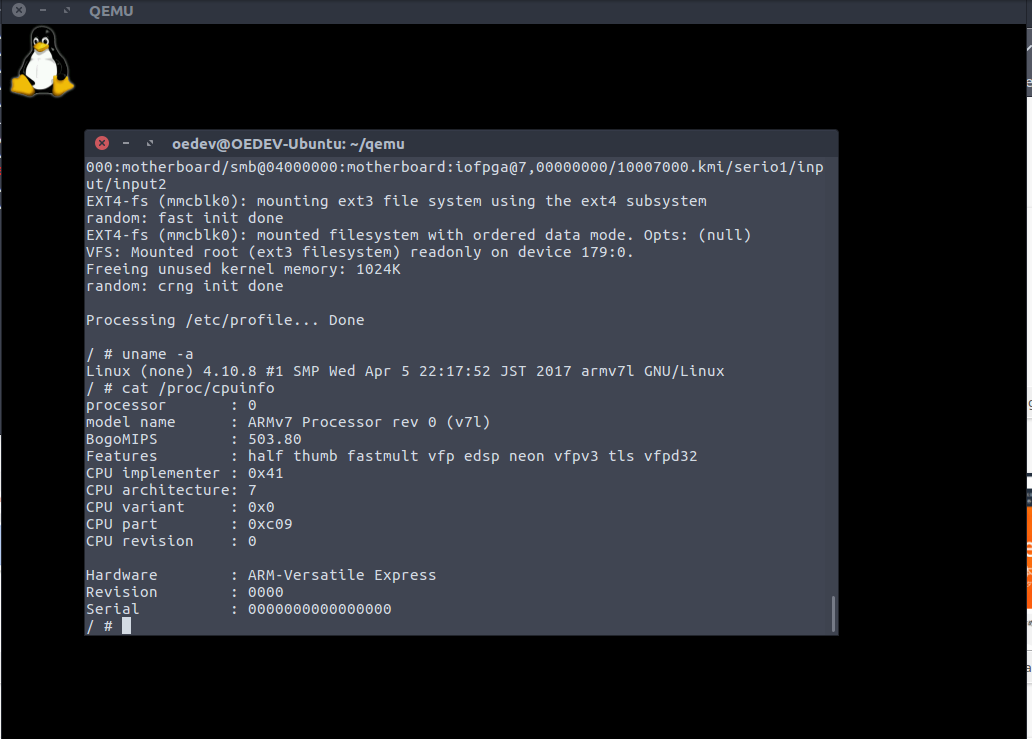 QEMU
oedev@OEDEV-Ubuntu: ~/qemu
000:motherboard/smb@04000000:motherboard:iofpga@7,00000000/10007000.kmi/serio1/inp
ut/input2
EXT4-fs (mmcblk0): mounting ext3 file system using the ext4 subsystem
random: fast init done
EXT4-fs (mmcblk0): mounted filesystem with ordered data mode. Opts: (null)
VFS: Mounted root (ext3 filesystem) readonly on device 179:0.
Freeing unused kernel memory: 1024K
random: crng init done
Processing /etc/profile... Done
/ # uname -a
Linux (none) 4.10.8 #1 SMP Wed Apr 5 22:17:52 JST 2017 armv7l GNU/Linux
/ # cat /proc/cpuinfo
processor : 0
model name : ARMv7 Processor rev 0 (v7l)
BogoMIPS : 503.80
Features : half thumb fastmult vfp edsp neon vfpv3 tls vfpd32
CPU implementer : 0x41
CPU architecture: 7
CPU variant : 0x0
CPU part : 0xc09
CPU revision : 0
Hardware : ARM-Versatile Express
Revision : 0000
Serial : 0000000000000000
/ #